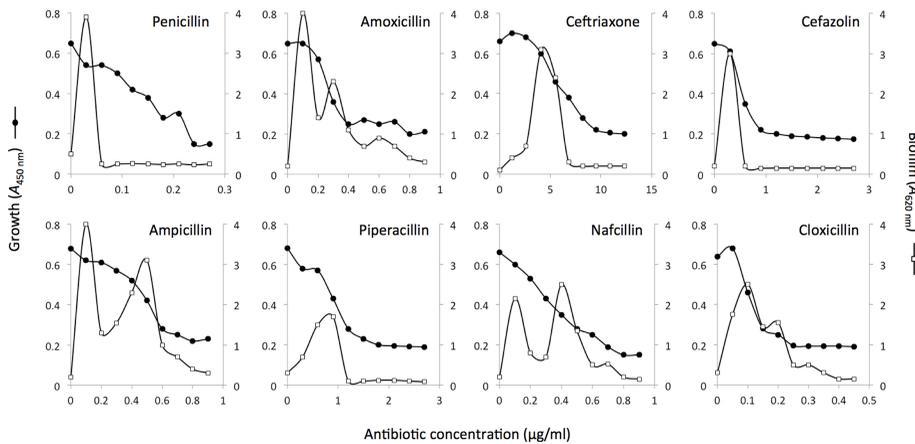 Penicillin
Amoxicillin
Ceftriaxone
Cefazolin
0.8 0.6 0.4 0.2 0
4 3 2 1 0
0.8 0.6 0.4 0.2 0
4 3 2 1 0
0.8 0.6 0.4 0.2 0
4 3 2 1 0
0.8 0.6 0.4 0.2 0
4 3 2 1 0
0 0.1 0.2 0.3
0 0.2 0.4 0.6 0.8 1
0 5 10 15
0 1 2 3
Growth (A450 nm)
Biofilm (A620 nm)
Ampicillin
Piperacillin
Nafcillin
Cloxicillin
0.8 0.6 0.4 0.2 0
4 3 2 1 0
0.8 0.6 0.4 0.2 0
4 3 2 1 0
0.8 0.6 0.4 0.2 0
4 3 2 1 0
0.8 0.6 0.4 0.2 0
4 3 2 1 0
0 0.2 0.4 0.6 0.8 1
0 1 2 3
0 0.2 0.4 0.6 0.8 1
0 0.1 0.2 0.3 0.4 0.5
Antibiotic concentration (μg/ml)